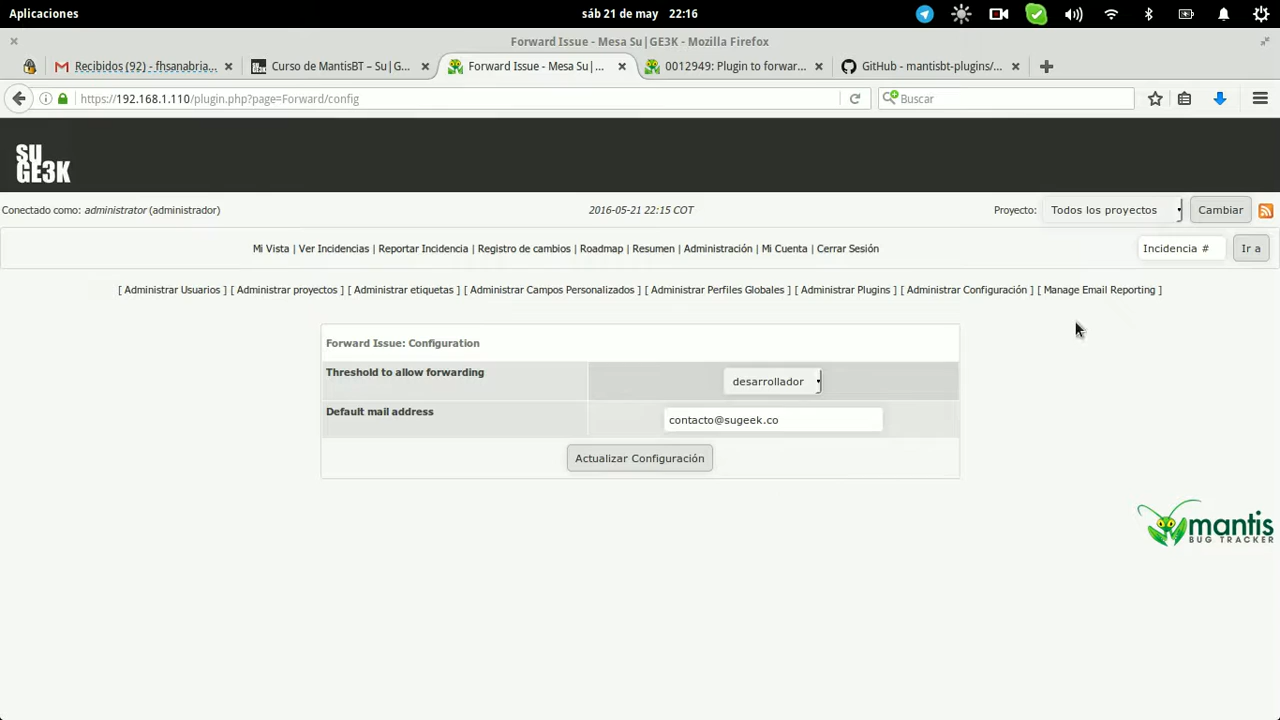 Aplicaciones
sáb 21 de may 22:16
Forward Issue - Mesa Su|GE3K - Mozilla Firefox
Recibidos (92) - fhsanabria...
Curso de MantisBT – Su|G...
Forward Issue - Mesa Su|...
0012949: Plugin to forwar...
GitHub - mantisbt-plugins/...
https://192.168.1.110/plugin.php?page=Forward/config
Buscar
SU
GE3K
Conectado como: administrator (administrador)
2016-05-21 22:15 COT
Proyecto: Todos los proyectos Cambiar
Mi Vista | Ver Incidencias | Reportar Incidencia | Registro de cambios | Roadmap | Resumen | Administración | Mi Cuenta | Cerrar Sesión
Incidencia # Ir a
[ Administrar Usuarios ] [ Administrar proyectos ] [ Administrar etiquetas ] [ Administrar Campos Personalizados ] [ Administrar Perfiles Globales ] [ Administrar Plugins ] [ Administrar Configuración ] [ Manage Email Reporting ]
Forward Issue: Configuration
Threshold to allow forwarding
desarrollador
Default mail address
contacto@sugeek.co
Actualizar Configuración
mantis
BUG TRACKER